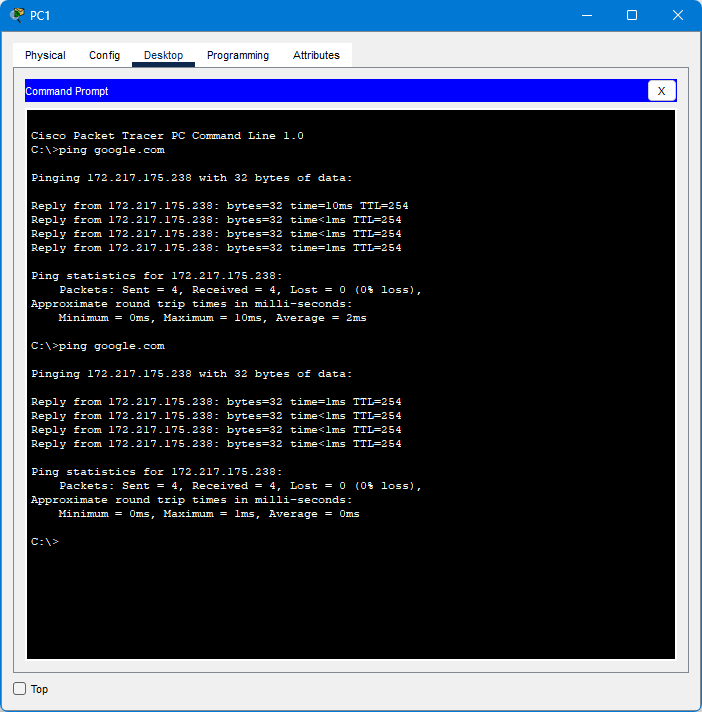 PC1
Physical Config Desktop Programming Attributes
Command Prompt X
Cisco Packet Tracer PC Command Line 1.0
C:\>ping google.com
Pinging 172.217.175.238 with 32 bytes of data:
Reply from 172.217.175.238: bytes=32 time=10ms TTL=254
Reply from 172.217.175.238: bytes=32 time<1ms TTL=254
Reply from 172.217.175.238: bytes=32 time<1ms TTL=254
Reply from 172.217.175.238: bytes=32 time=1ms TTL=254
Ping statistics for 172.217.175.238:
    Packets: Sent = 4, Received = 4, Lost = 0 (0% loss),
Approximate round trip times in milli-seconds:
    Minimum = 0ms, Maximum = 10ms, Average = 2ms
C:\>ping google.com
Pinging 172.217.175.238 with 32 bytes of data:
Reply from 172.217.175.238: bytes=32 time=1ms TTL=254
Reply from 172.217.175.238: bytes=32 time<1ms TTL=254
Reply from 172.217.175.238: bytes=32 time<1ms TTL=254
Reply from 172.217.175.238: bytes=32 time<1ms TTL=254
Ping statistics for 172.217.175.238:
    Packets: Sent = 4, Received = 4, Lost = 0 (0% loss),
Approximate round trip times in milli-seconds:
    Minimum = 0ms, Maximum = 1ms, Average = 0ms
C:\>
Top